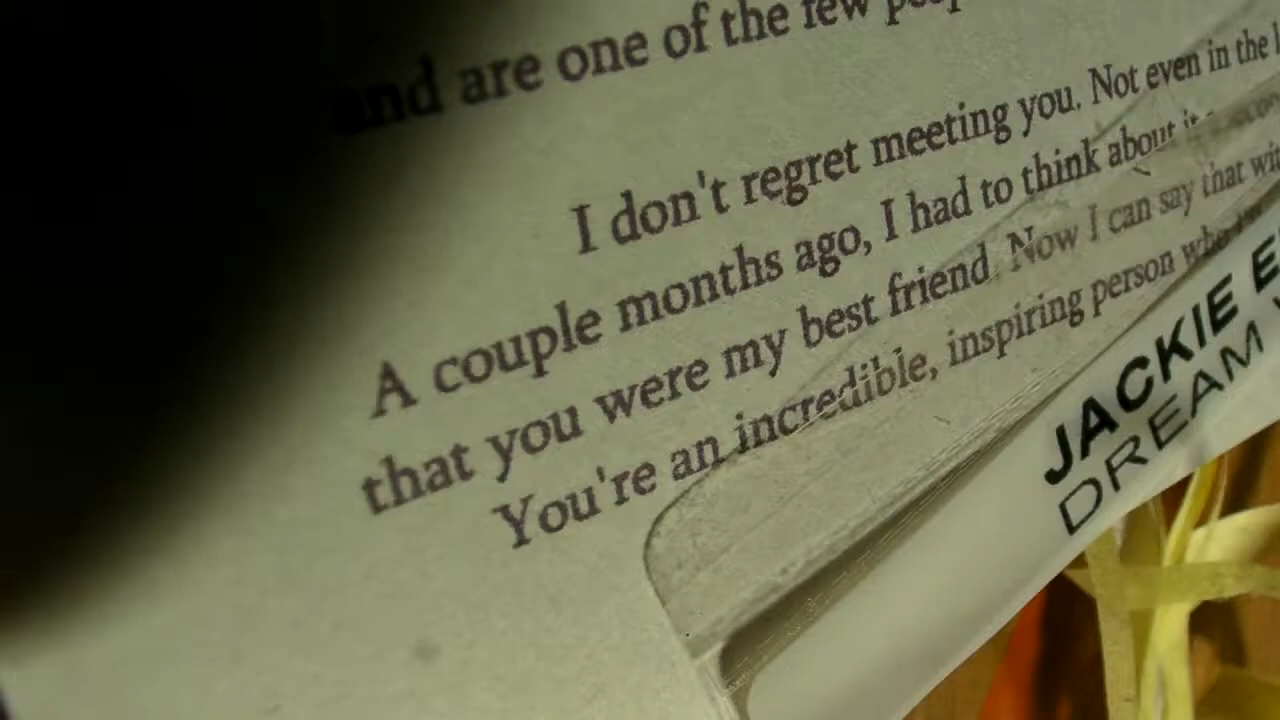 and are one of the few
I don't regret meeting you. Not even in the
A couple months ago, I had to think about it
that you were my best friend. Now I can say that
You're an incredible, inspiring person who
JACKIE
DREAM